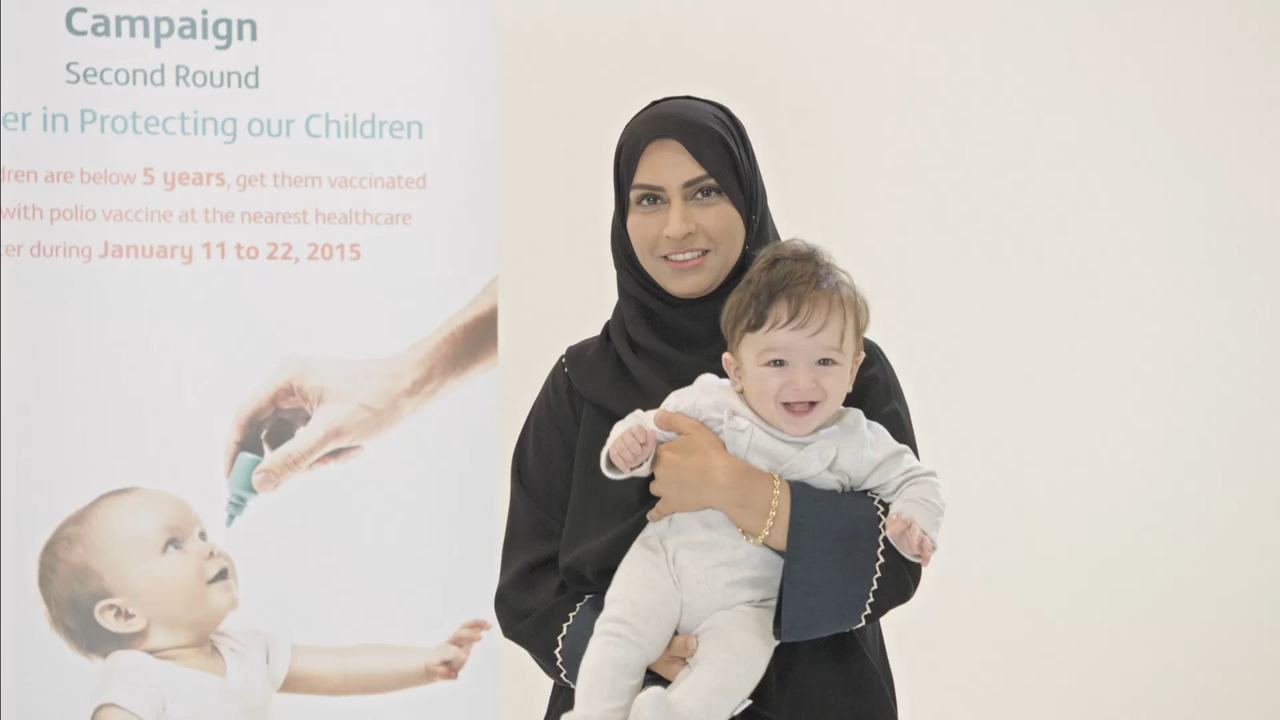 Campaign
Second Round
er in Protecting our Children
dren are below 5 years, get them vaccinated
with polio vaccine at the nearest healthcare
er during January 11 to 22, 2015